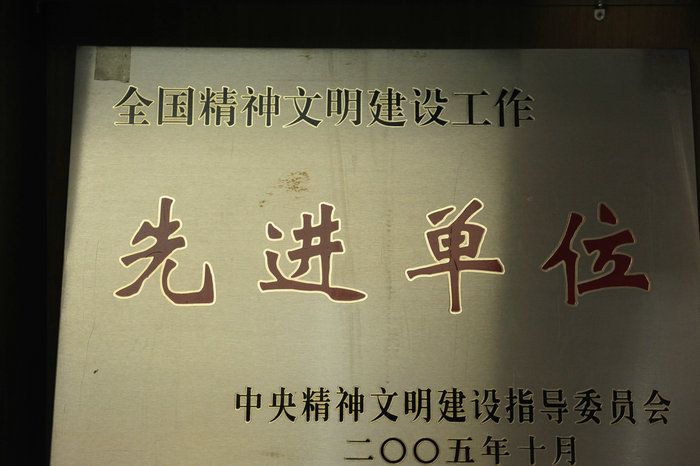 全国精神文明建设工作
先进单位
中央精神文明建设指导委员会
二〇〇五年十月